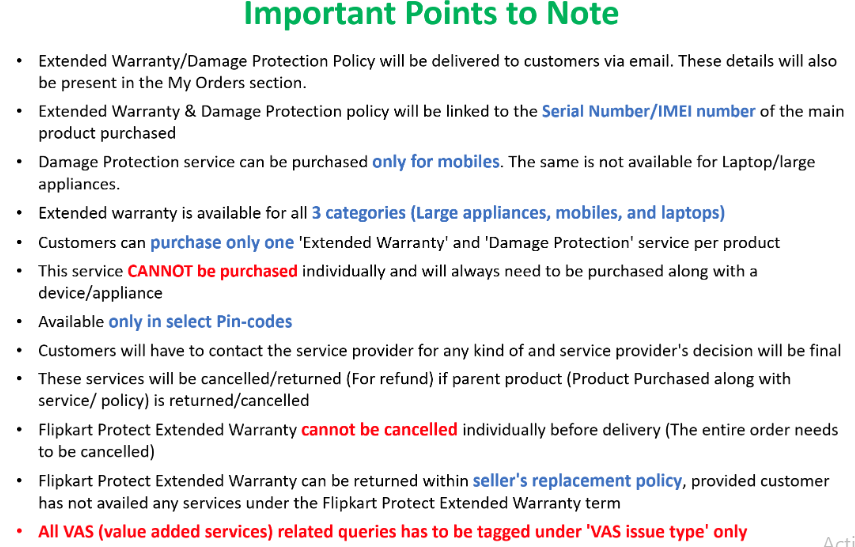 Important Points to Note
• Extended Warranty/Damage Protection Policy will be delivered to customers via email. These details will also
be present in the My Orders section.
• Extended Warranty & Damage Protection policy will be linked to the Serial Number/IMEI number of the main
product purchased
• Damage Protection service can be purchased only for mobiles. The same is not available for Laptop/large
appliances.
• Extended warranty is available for all 3 categories (Large appliances, mobiles, and laptops)
• Customers can purchase only one 'Extended Warranty' and 'Damage Protection' service per product
• This service CANNOT be purchased individually and will always need to be purchased along with a
device/appliance
• Available only in select Pin-codes
• Customers will have to contact the service provider for any kind of and service provider's decision will be final
• These services will be cancelled/returned (For refund) if parent product (Product Purchased along with
service/ policy) is returned/cancelled
• Flipkart Protect Extended Warranty cannot be cancelled individually before delivery (The entire order needs
to be cancelled)
• Flipkart Protect Extended Warranty can be returned within seller's replacement policy, provided customer
has not availed any services under the Flipkart Protect Extended Warranty term
• All VAS (value added services) related queries has to be tagged under 'VAS issue type' only